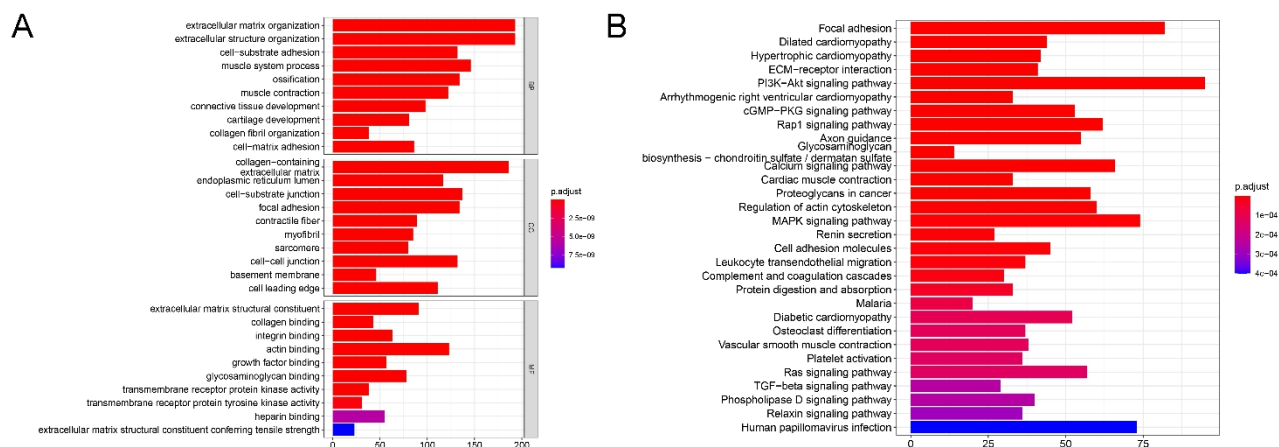 A
extracellular matrix organization
extracellular structure organization
cell-substrate adhesion
muscle system process
ossification
muscle contraction
connective tissue development
cartilage development
collagen fibril organization
cell-matrix adhesion
BP
collagen-containing
extracellular matrix
endoplasmic reticulum lumen
cell-substrate junction
focal adhesion
contractile fiber
myofibril
sarcomere
cell-cell junction
basement membrane
cell leading edge
CC
extracellular matrix structural constituent
collagen binding
integrin binding
actin binding
growth factor binding
glycosaminoglycan binding
transmembrane receptor protein kinase activity
transmembrane receptor protein tyrosine kinase activity
heparin binding
extracellular matrix structural constituent conferring tensile strength
MF
0 50 100 150 200
p.adjust
2.5e-09
5.0e-09
7.5e-09
B
Focal adhesion
Dilated cardiomyopathy
Hypertrophic cardiomyopathy
ECM-receptor interaction
PI3K-Akt signaling pathway
Arrhythmogenic right ventricular cardiomyopathy
cGMP-PKG signaling pathway
Rap1 signaling pathway
Axon guidance
Glycosaminoglycan
biosynthesis - chondroitin sulfate / dermatan sulfate
Calcium signaling pathway
Cardiac muscle contraction
Proteoglycans in cancer
Regulation of actin cytoskeleton
MAPK signaling pathway
Renin secretion
Cell adhesion molecules
Leukocyte transendothelial migration
Complement and coagulation cascades
Protein digestion and absorption
Malaria
Diabetic cardiomyopathy
Osteoclast differentiation
Vascular smooth muscle contraction
Platelet activation
Ras signaling pathway
TGF-beta signaling pathway
Phospholipase D signaling pathway
Relaxin signaling pathway
Human papillomavirus infection
0 25 50 75
p.adjust
1e-04
2e-04
3e-04
4e-04